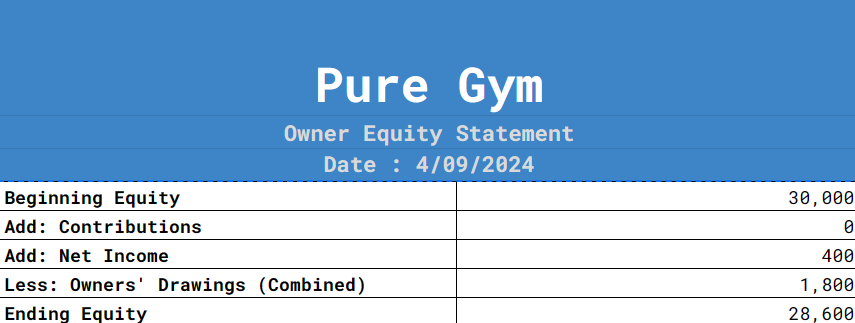 Pure Gym
Owner Equity Statement
Date : 4/09/2024
Beginning Equity 30,000
Add: Contributions 0
Add: Net Income 400
Less: Owners' Drawings (Combined) 1,800
Ending Equity 28,600